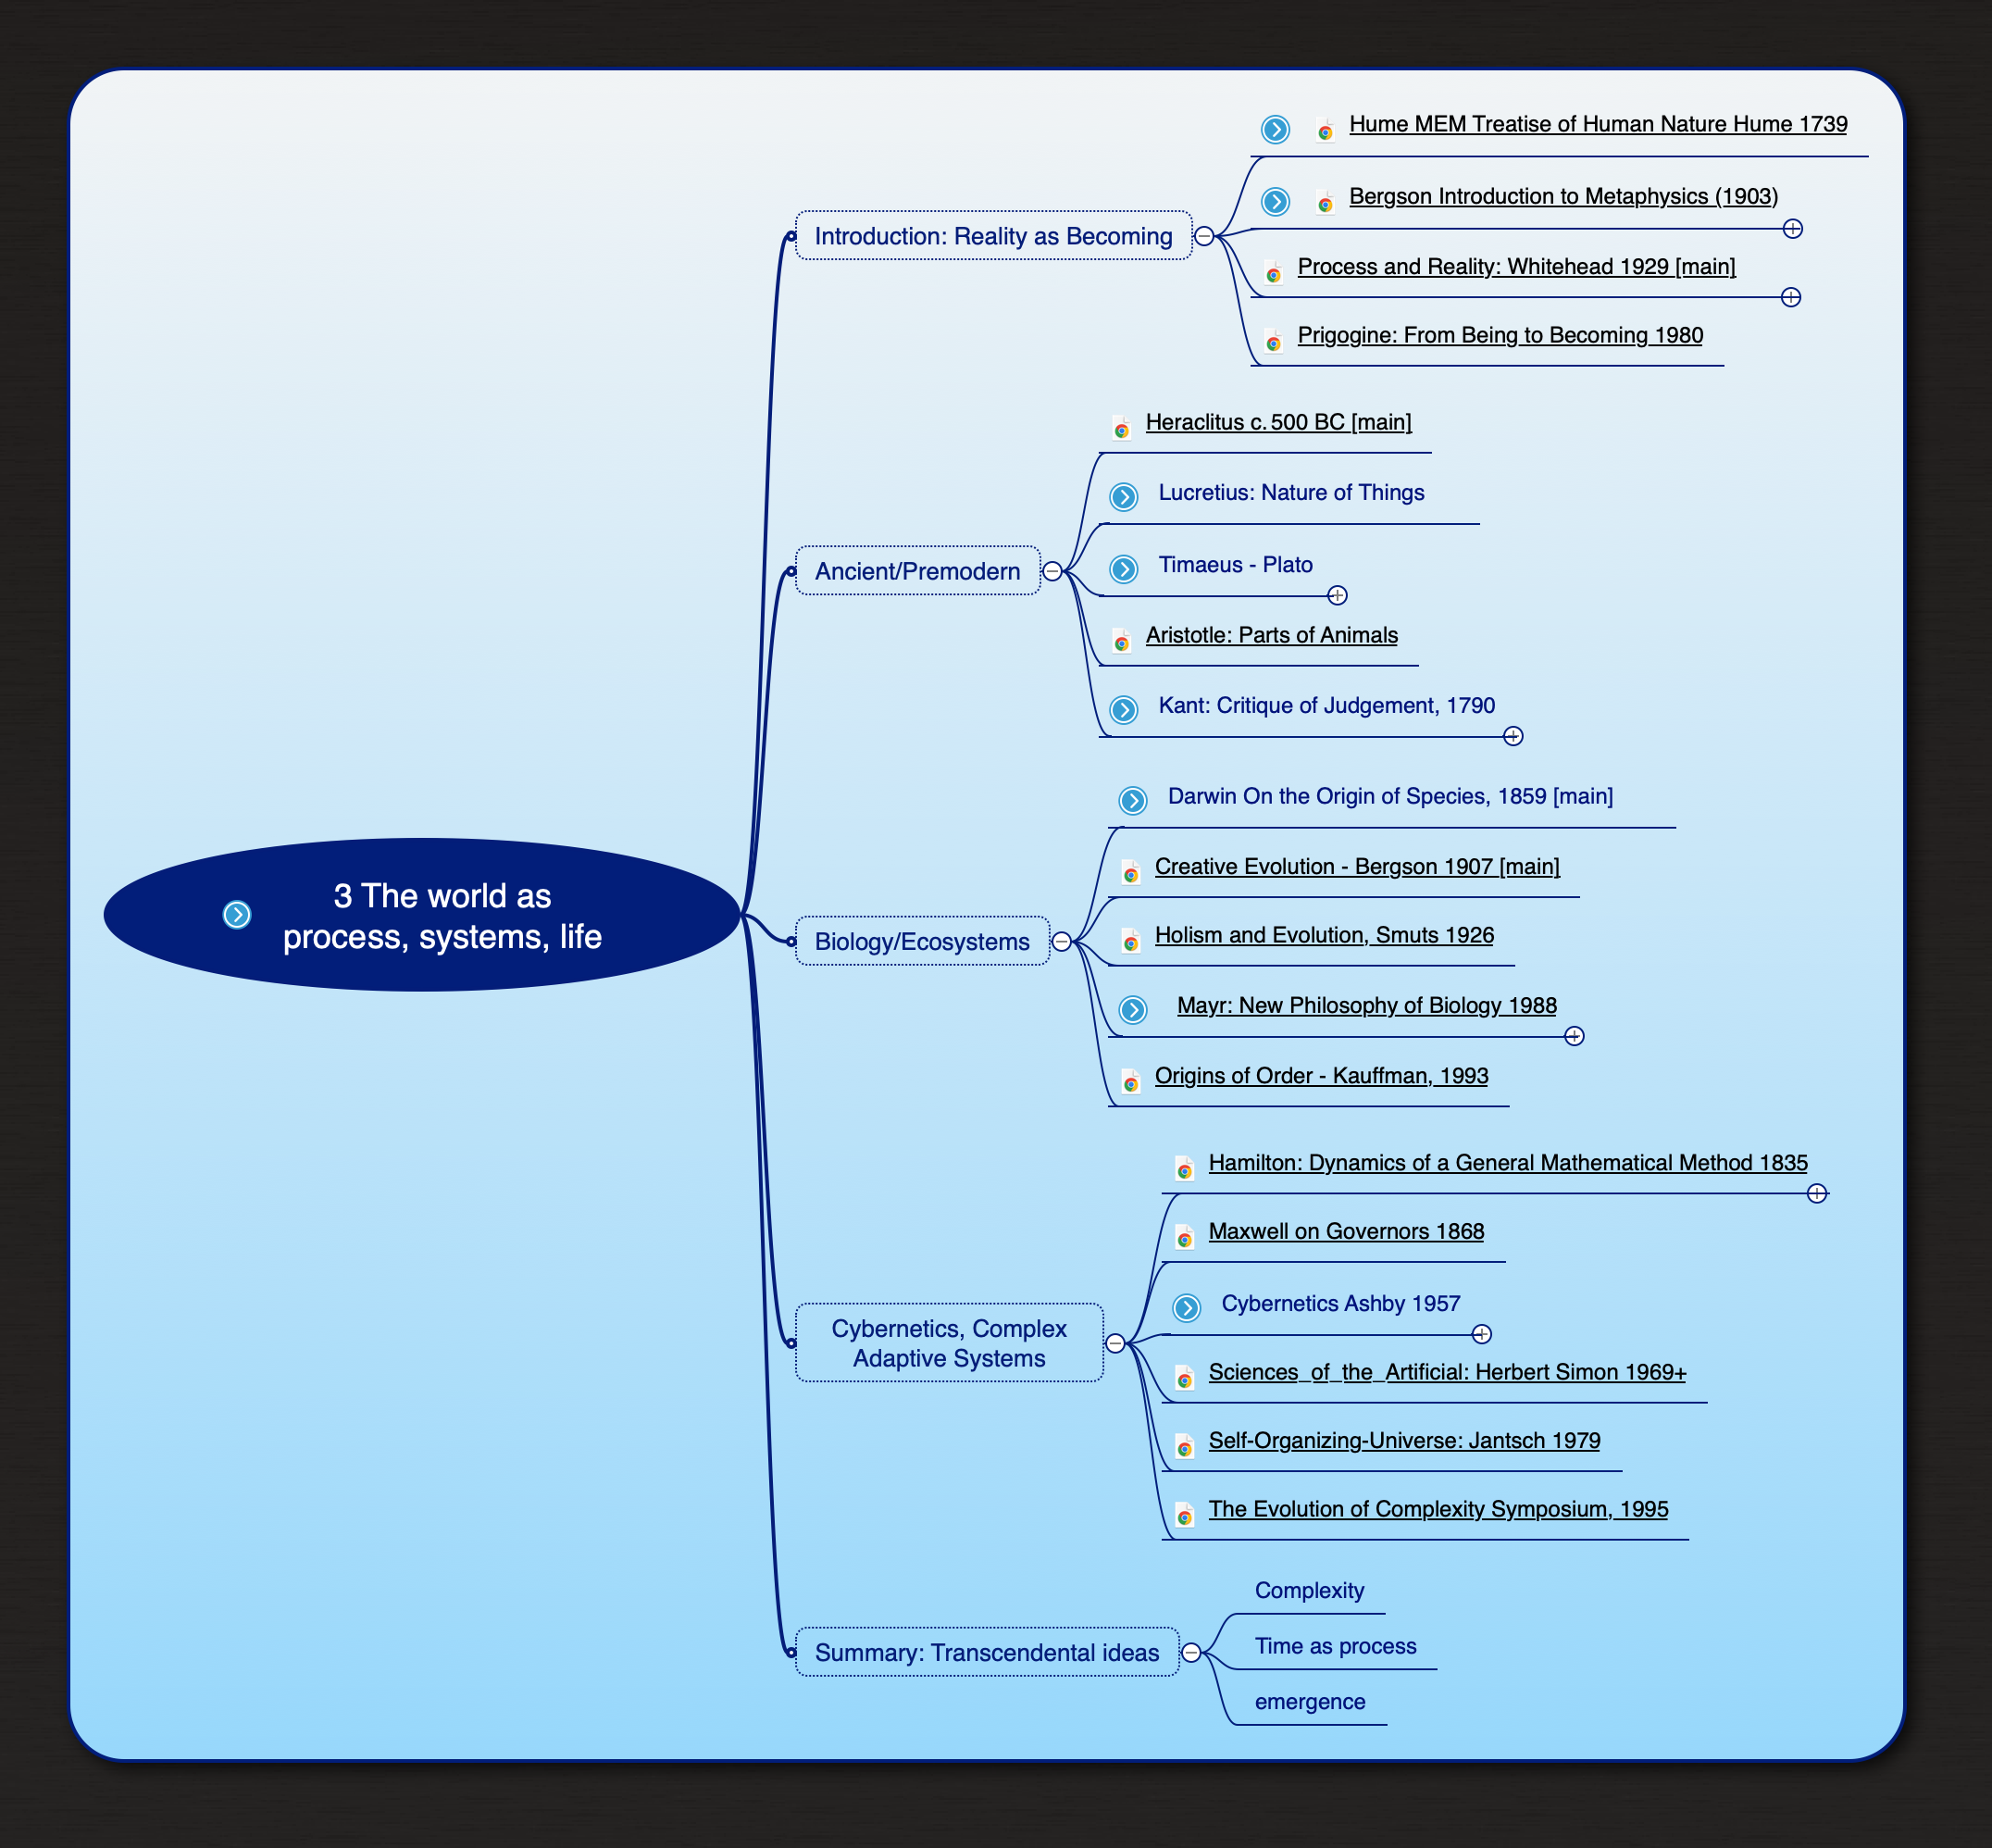 3 The world as
process, systems, life
Introduction: Reality as Becoming
Hume MEM Treatise of Human Nature Hume 1739
Bergson Introduction to Metaphysics (1903)
Process and Reality: Whitehead 1929 [main]
Prigogine: From Being to Becoming 1980
Ancient/Premodern
Heraclitus c. 500 BC [main]
Lucretius: Nature of Things
Timaeus - Plato
Aristotle: Parts of Animals
Kant: Critique of Judgement, 1790
Biology/Ecosystems
Darwin On the Origin of Species, 1859 [main]
Creative Evolution - Bergson 1907 [main]
Holism and Evolution, Smuts 1926
Mayr: New Philosophy of Biology 1988
Origins of Order - Kauffman, 1993
Cybernetics, Complex
Adaptive Systems
Hamilton: Dynamics of a General Mathematical Method 1835
Maxwell on Governors 1868
Cybernetics Ashby 1957
Sciences_of_the_Artificial: Herbert Simon 1969+
Self-Organizing-Universe: Jantsch 1979
The Evolution of Complexity Symposium, 1995
Summary: Transcendental ideas
Complexity
Time as process
emergence